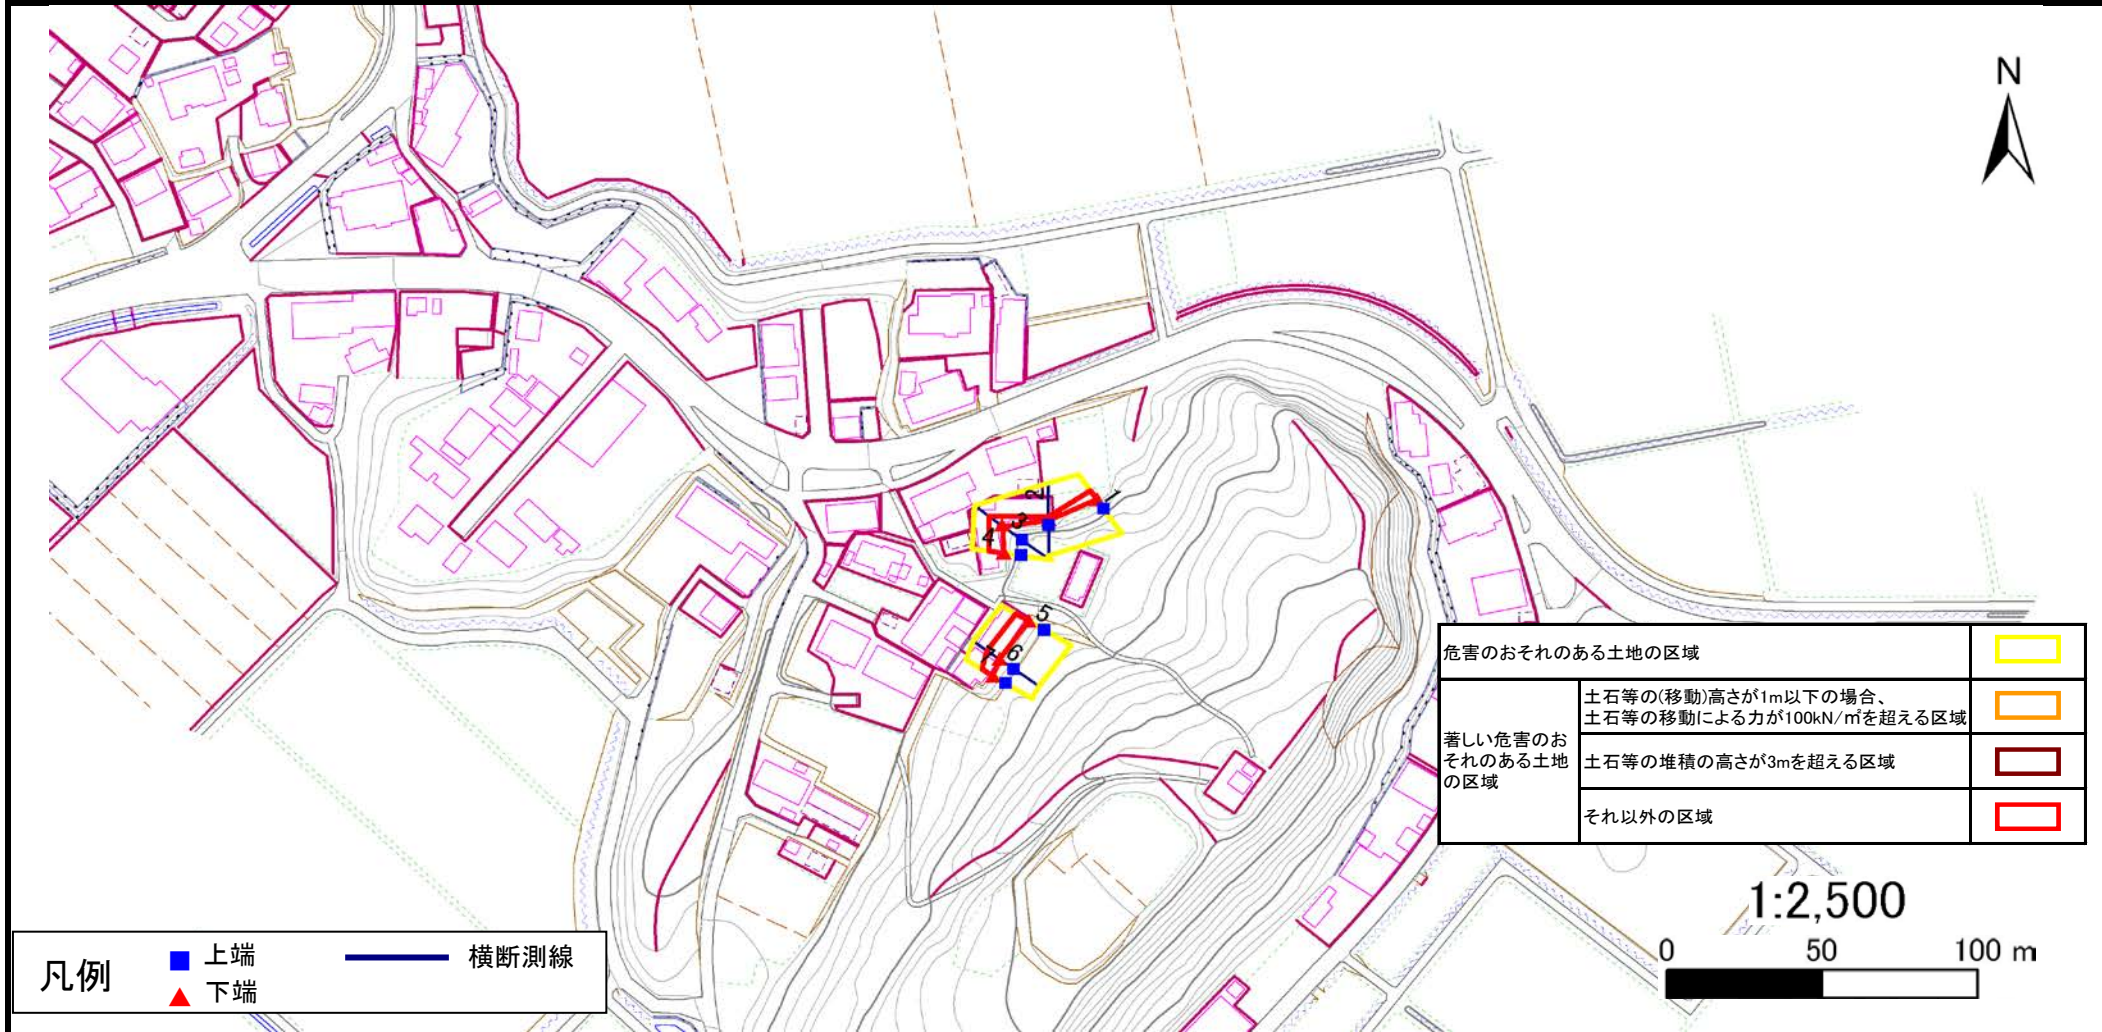 N
1
2
3
4
5
6
7
危害のおそれのある土地の区域
著しい危害のお
それのある土地
の区域
土石等の(移動)高さが1m以下の場合、
土石等の移動による力が100kN/㎡を超える区域
土石等の堆積の高さが3mを超える区域
それ以外の区域
1:2,500
0 50 100 m
凡例
上端
下端
横断測線